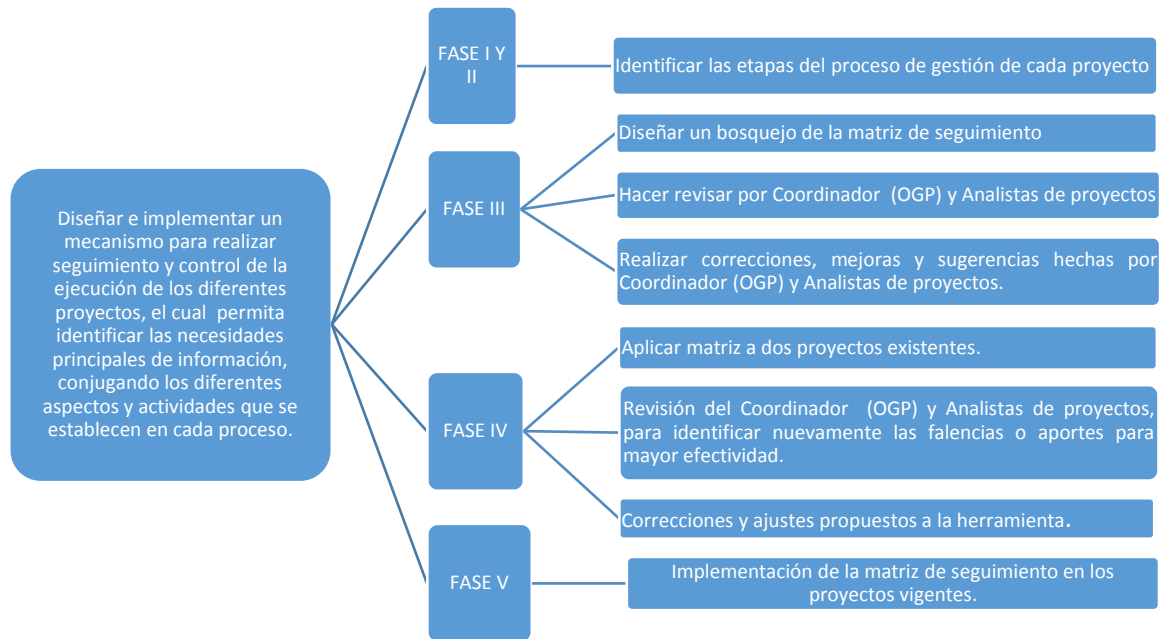 Diseñar e implementar un
mecanismo para realizar
seguimiento y control de la
ejecución de los diferentes
proyectos, el cual permita
identificar las necesidades
principales de información,
conjugando los diferentes
aspectos y actividades que se
establecen en cada proceso.
FASE I Y
II
Identificar las etapas del proceso de gestión de cada proyecto
FASE III
Diseñar un bosquejo de la matriz de seguimiento
Hacer revisar por Coordinador (OGP) y Analistas de proyectos
Realizar correcciones, mejoras y sugerencias hechas por
Coordinador (OGP) y Analistas de proyectos.
FASE IV
Aplicar matriz a dos proyectos existentes.
Revisión del Coordinador (OGP) y Analistas de proyectos,
para identificar nuevamente las falencias o aportes para
mayor efectividad.
Correcciones y ajustes propuestos a la herramienta.
FASE V
Implementación de la matriz de seguimiento en los
proyectos vigentes.